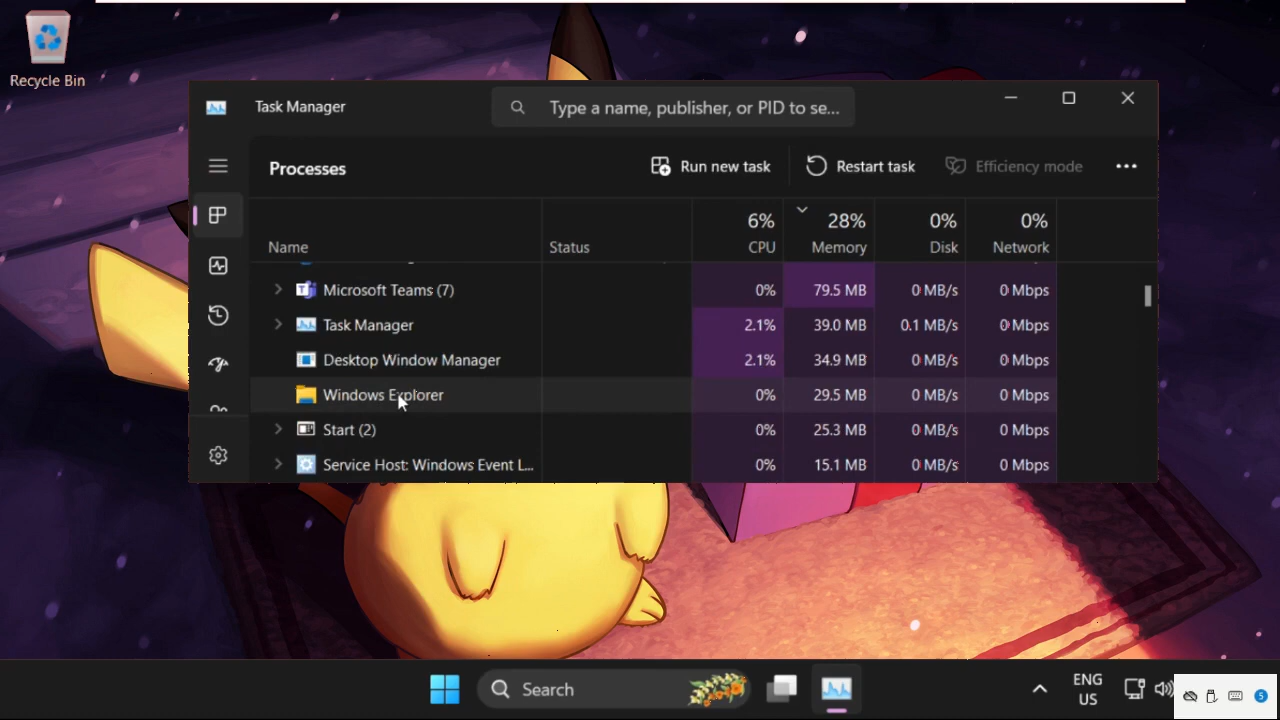 Recycle Bin
Task Manager
Type a name, publisher, or PID to se...
Processes
Run new task
Restart task
Efficiency mode
6% 28% 0% 0%
Name Status CPU Memory Disk Network
Microsoft Teams (7) 0% 79.5 MB 0 MB/s 0 Mbps
Task Manager 2.1% 39.0 MB 0.1 MB/s 0 Mbps
Desktop Window Manager 2.1% 34.9 MB 0 MB/s 0 Mbps
Windows Explorer 0% 29.5 MB 0 MB/s 0 Mbps
Start (2) 0% 25.3 MB 0 MB/s 0 Mbps
Service Host: Windows Event L... 0% 15.1 MB 0 MB/s 0 Mbps
Search
ENG
US
5